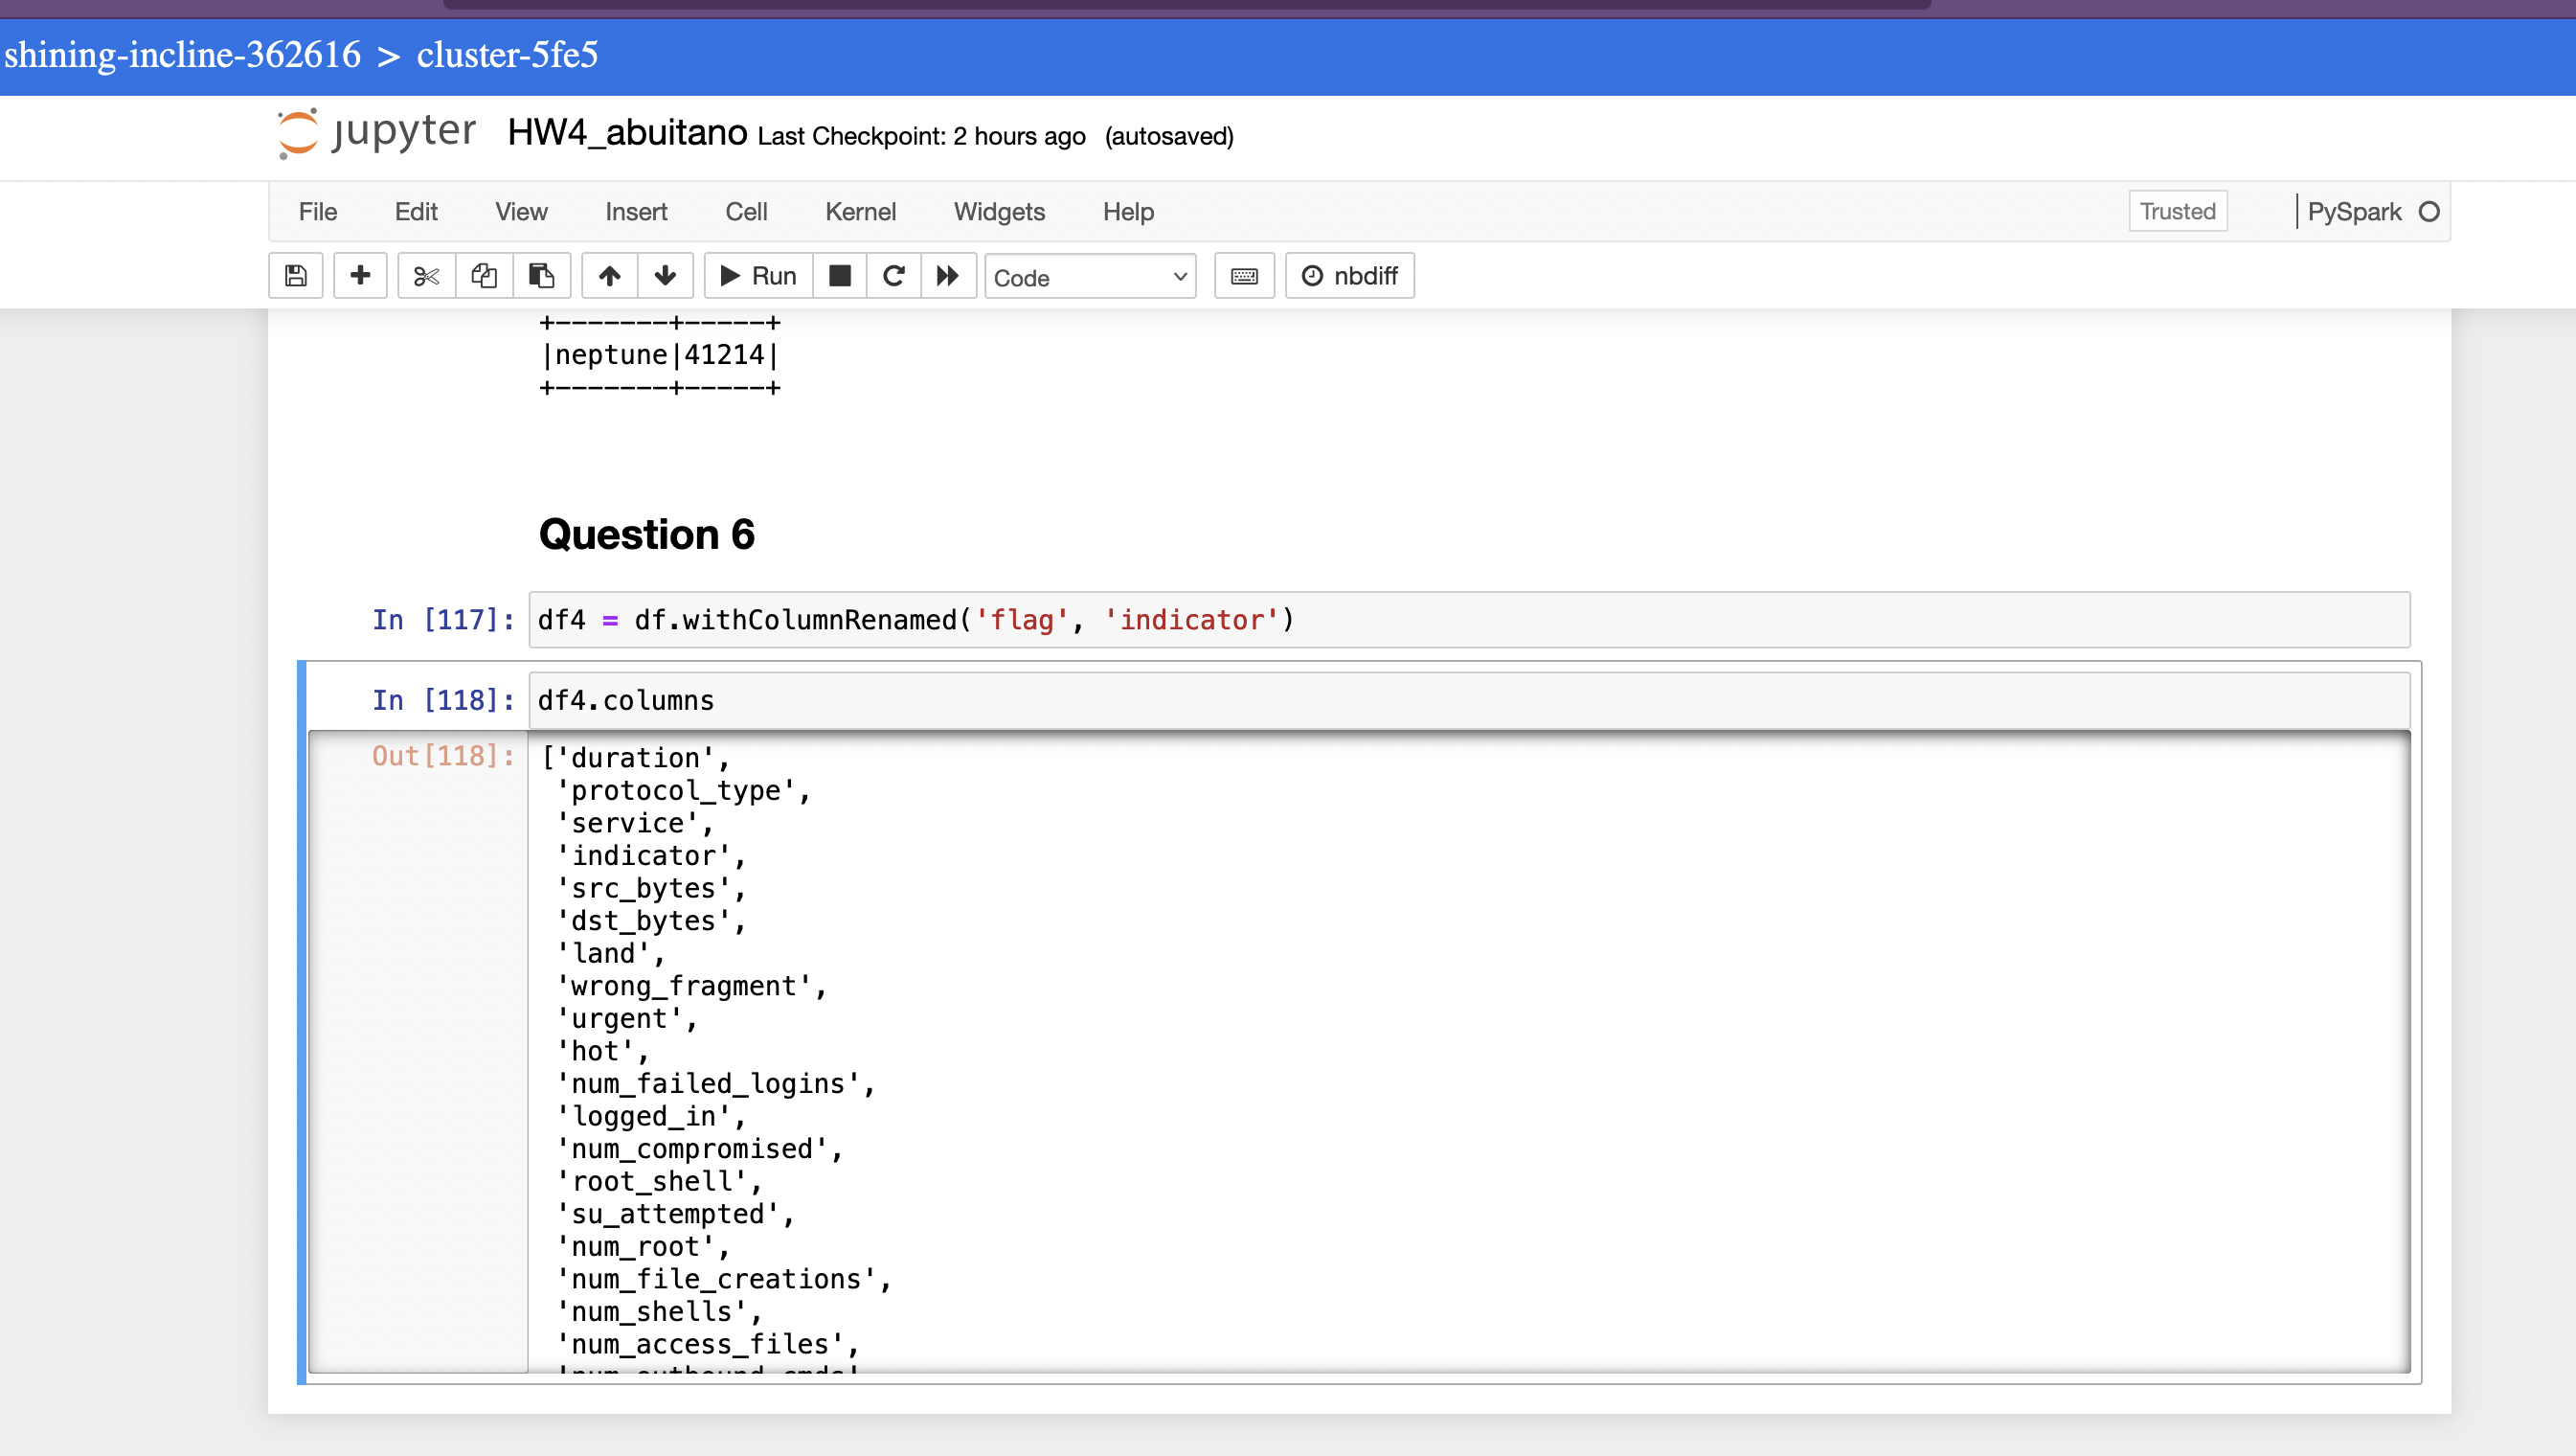 shining-incline-362616 > cluster-5fe5
jupyter HW4_abuitano Last Checkpoint: 2 hours ago (autosaved)
File Edit View Insert Cell Kernel Widgets Help Trusted PySpark
Run Code nbdiff
+-------+-----+
|neptune|41214|
+-------+-----+
Question 6
In [117]: df4 = df.withColumnRenamed('flag', 'indicator')
In [118]: df4.columns
Out[118]: ['duration',
'protocol_type',
'service',
'indicator',
'src_bytes',
'dst_bytes',
'land',
'wrong_fragment',
'urgent',
'hot',
'num_failed_logins',
'logged_in',
'num_compromised',
'root_shell',
'su_attempted',
'num_root',
'num_file_creations',
'num_shells',
'num_access_files',